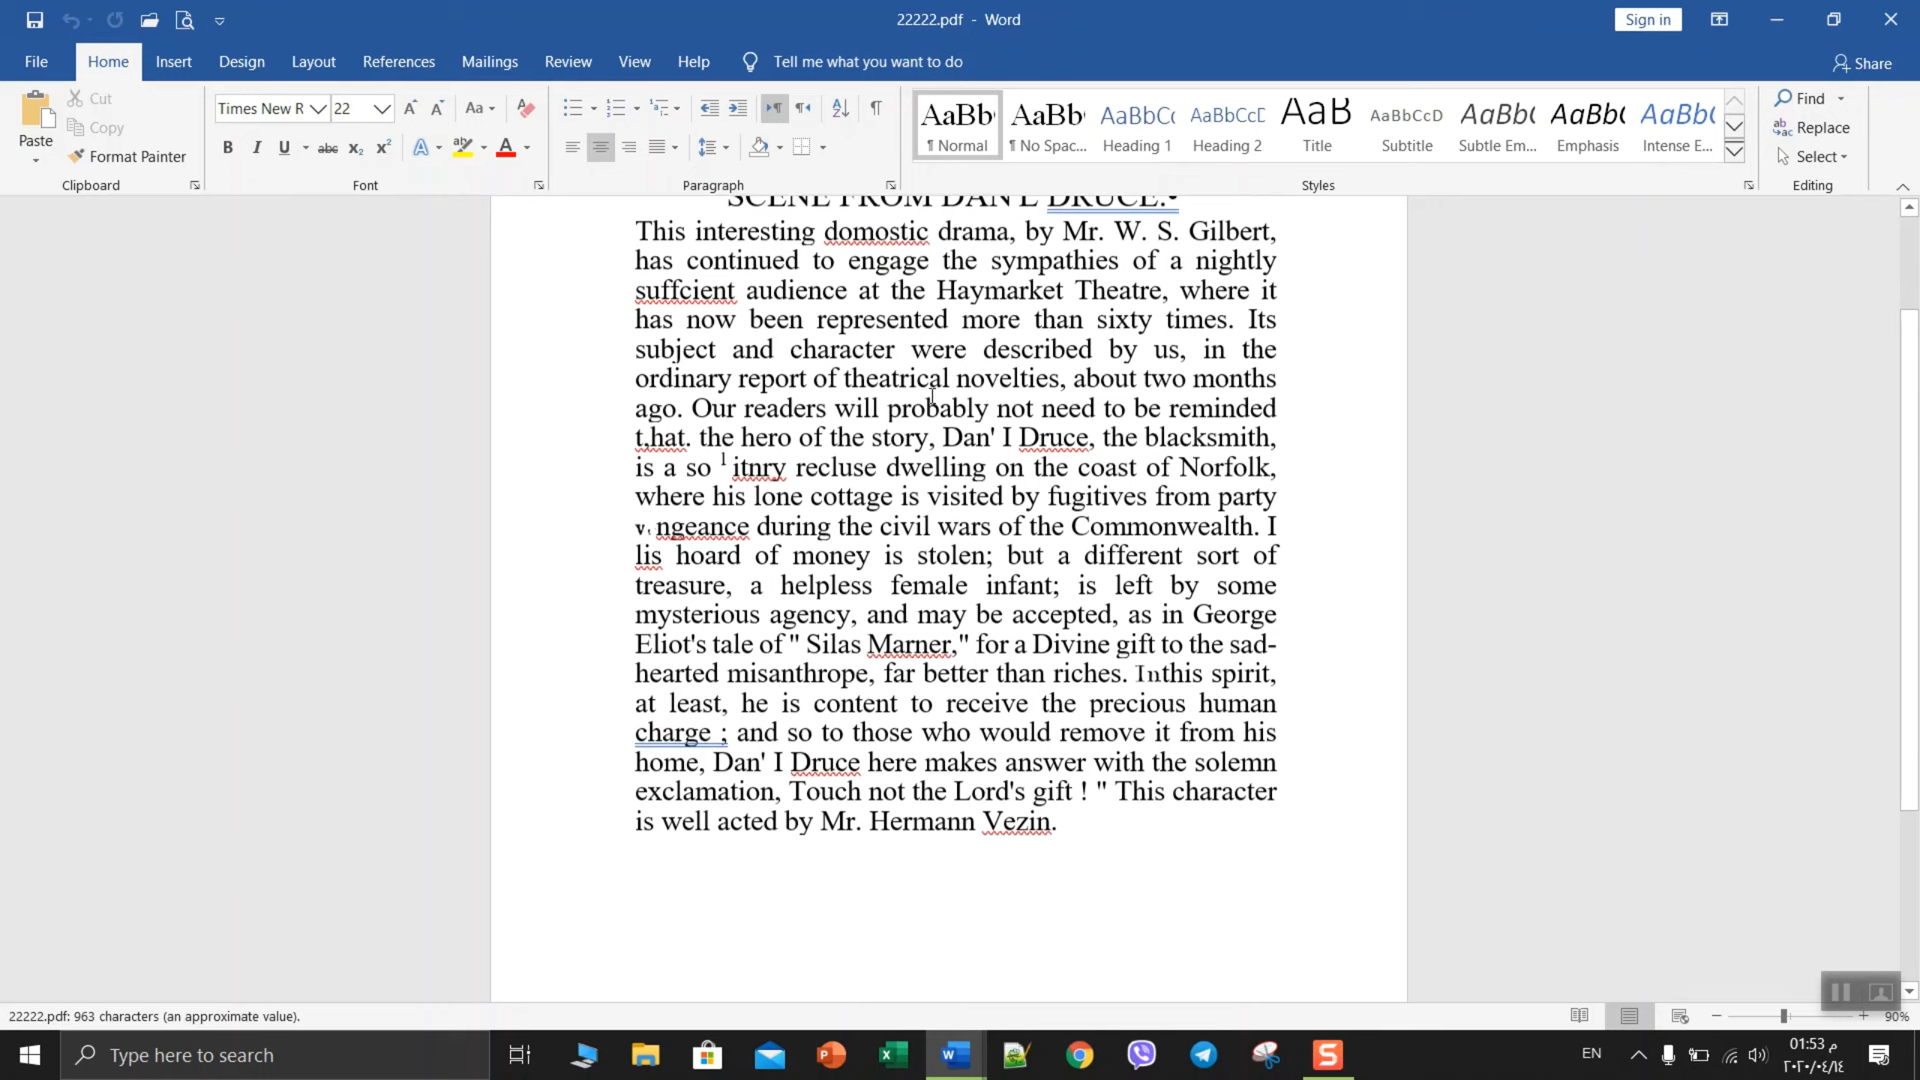 22222.pdf - Word
Sign in
File Home Insert Design Layout References Mailings Review View Help Tell me what you want to do
Share
Paste
Cut
Copy
Format Painter
Clipboard
Times New R 22
Font
Paragraph
AaBb AaBb AaBbCc AaBbCcD AaB AaBbCcD AaBb( AaBb( AaBb(
¶ Normal ¶ No Spac... Heading 1 Heading 2 Title Subtitle Subtle Em... Emphasis Intense E...
Styles
Find
Replace
Select
Editing
SCENE FROM DAN'L DRUCE.•
This interesting domostic drama, by Mr. W. S. Gilbert,
has continued to engage the sympathies of a nightly
suffcient audience at the Haymarket Theatre, where it
has now been represented more than sixty times. Its
subject and character were described by us, in the
ordinary report of theatrical novelties, about two months
ago. Our readers will probably not need to be reminded
t,hat. the hero of the story, Dan' I Druce, the blacksmith,
is a so l itnry recluse dwelling on the coast of Norfolk,
where his lone cottage is visited by fugitives from party
ngeance during the civil wars of the Commonwealth. I
lis hoard of money is stolen; but a different sort of
treasure, a helpless female infant; is left by some
mysterious agency, and may be accepted, as in George
Eliot's tale of " Silas Marner," for a Divine gift to the sad-
hearted misanthrope, far better than riches. Inthis spirit,
at least, he is content to receive the precious human
charge ; and so to those who would remove it from his
home, Dan' I Druce here makes answer with the solemn
exclamation, Touch not the Lord's gift ! " This character
is well acted by Mr. Hermann Vezin.
22222.pdf: 963 characters (an approximate value).
90%
Type here to search
EN
01:53 م
٢٠٢٠/٠٤/١٤